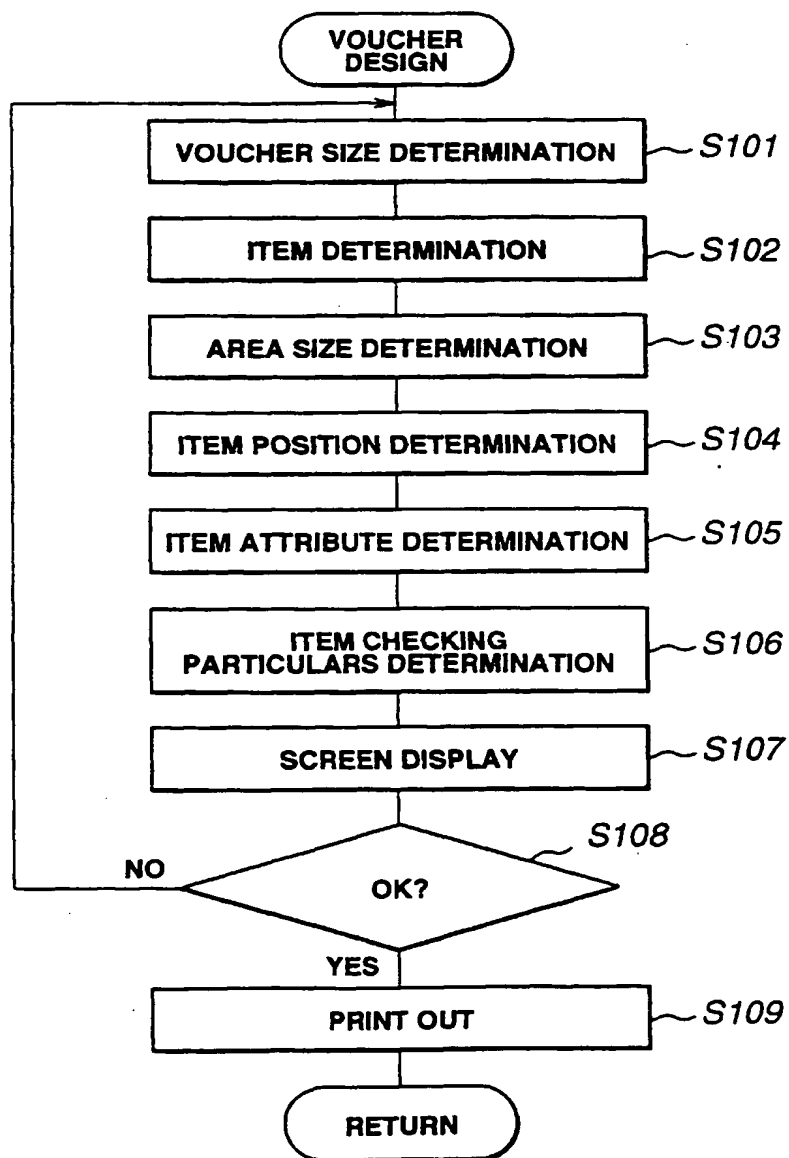 VOUCHER
DESIGN
VOUCHER SIZE DETERMINATION
S101
ITEM DETERMINATION
S102
AREA SIZE DETERMINATION
S103
ITEM POSITION DETERMINATION
S104
ITEM ATTRIBUTE DETERMINATION
S105
ITEM CHECKING
PARTICULARS DETERMINATION
S106
SCREEN DISPLAY
S107
S108
NO
OK?
YES
PRINT OUT
S109
RETURN